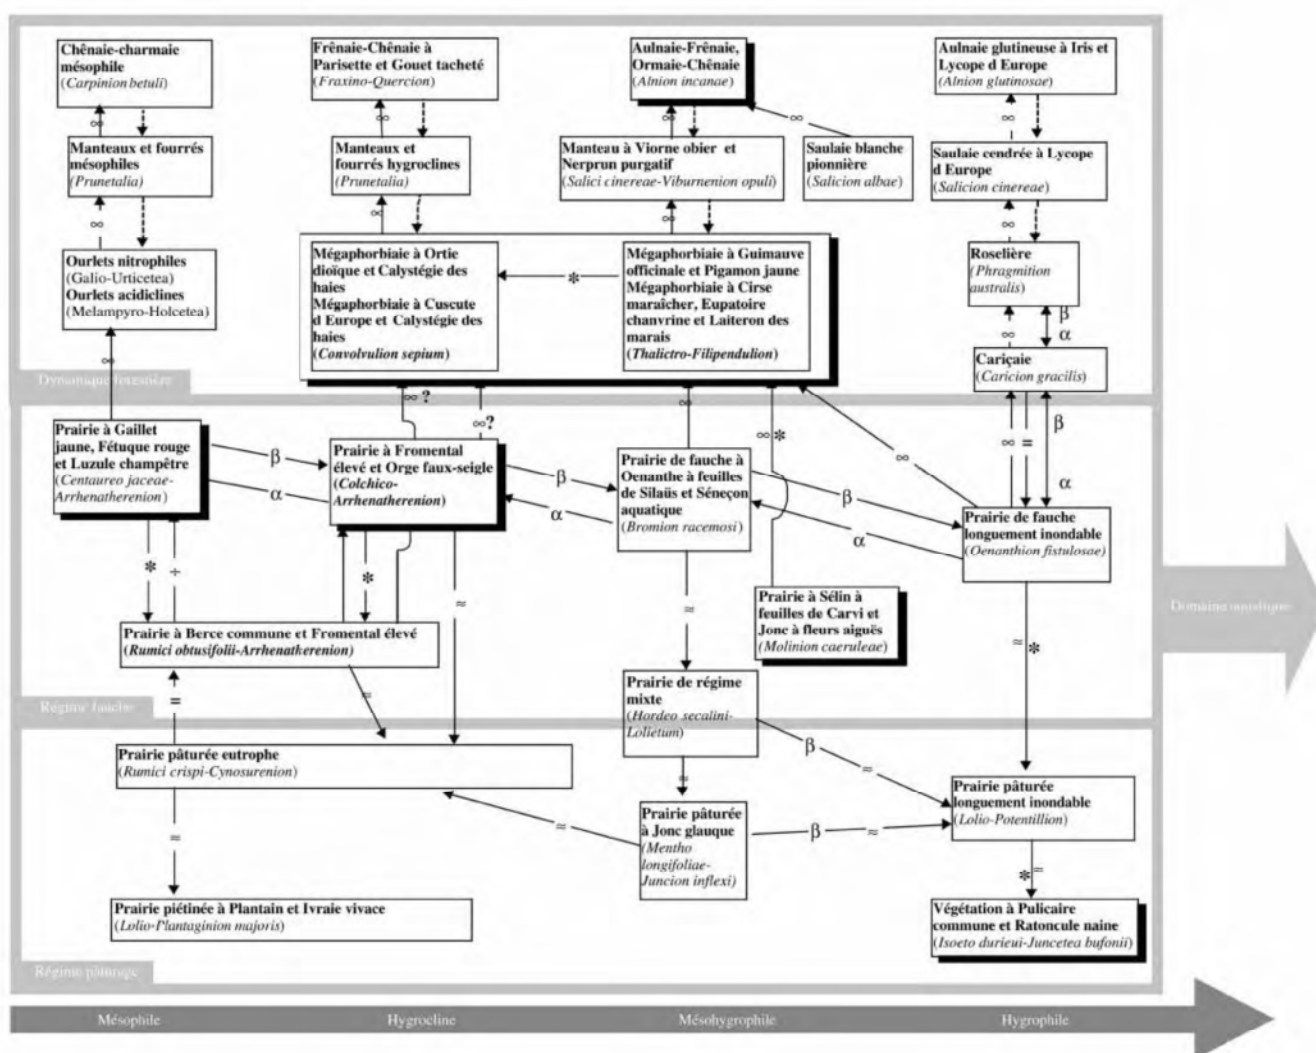 Chênaie-charmaie
mésophile
(Carpinion betuli)
Frênaie-Chênaie à
Parisette et Gouet tacheté
(Fraxino-Quercion)
Aulnaie-Frênaie,
Ormaie-Chênaie
(Alnion incanae)
Aulnaie glutineuse à Iris et
Lycope d Europe
(Alnion glutinosae)
∞
∞
∞
∞
∞
Manteaux et fourrés
mésophiles
(Prunetalia)
Manteaux et
fourrés hygroclines
(Prunetalia)
Manteau à Viorne obier et
Nerprun purgatif
(Salici cinereae-Viburnenion opuli)
Saulaie blanche
pionnière
(Salicion albae)
Saulaie cendrée à Lycope
d Europe
(Salicion cinereae)
∞
∞
∞
∞
Ourlets nitrophiles
(Galio-Urticetea)
Ourlets acidiclines
(Melampyro-Holcetea)
Mégaphorbiaie à Ortie
dioïque et Calystégie des
haies
Mégaphorbiaie à Cuscute
d Europe et Calystégie des
haies
(Convolvulion sepium)
*
Mégaphorbiaie à Guimauve
officinale et Pigamon jaune
Mégaphorbiaie à Cirse
maraîcher, Eupatoire
chanvrine et Laiteron des
marais
(Thalictro-Filipendulion)
Roselière
(Phragmition
australis)
β
∞
α
Cariçaie
(Caricion gracilis)
∞
Dynamique forestière
∞ ?
∞?
∞
∞ *
∞
∞ =
β
α
Prairie à Gaillet
jaune, Fétuque rouge
et Luzule champêtre
(Centaureo jaceae-
Arrhenatherenion)
β
α
Prairie à Fromental
élevé et Orge faux-seigle
(Colchico-
Arrhenatherenion)
β
α
Prairie de fauche à
Oenanthe à feuilles
de Silaüs et Séneçon
aquatique
(Bromion racemosi)
β
α
Prairie de fauche
longuement inondable
(Oenanthion fistulosae)
*
÷
*
≈
≈
Prairie à Sélin à
feuilles de Carvi et
Jonc à fleurs aiguës
(Molinion caeruleae)
Domaine aquatique
Prairie à Berce commune et Fromental élevé
(Rumici obtusifolii-Arrhenatherenion)
≈ *
=
≈
Prairie de régime
mixte
(Hordeo secalini-
Lolietum)
Régime fauche
Prairie pâturée eutrophe
(Rumici crispi-Cynosurenion)
β
≈
≈
Prairie pâturée
longuement inondable
(Lolio-Potentillion)
≈
≈
Prairie pâturée
à Jonc glauque
(Mentho
longifoliae-
Juncion inflexi)
β
≈
* =
Prairie piétinée à Plantain et Ivraie vivace
(Lolio-Plantaginion majoris)
Végétation à Pulicaire
commune et Ratoncule naine
(Isoeto durieui-Juncetea bufonii)
Régime pâturage
Mésophile
Hygrocline
Mésohygrophile
Hygrophile